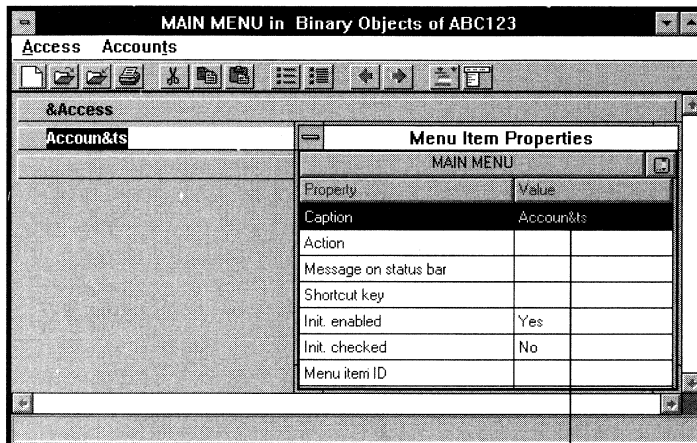 MAIN MENU in Binary Objects of ABC123
Access Accounts
&Access
Accoun&ts
Menu Item Properties
MAIN MENU
Property Value
Caption Accoun&ts
Action
Message on status bar
Shortcut key
Init. enabled Yes
Init. checked No
Menu item ID